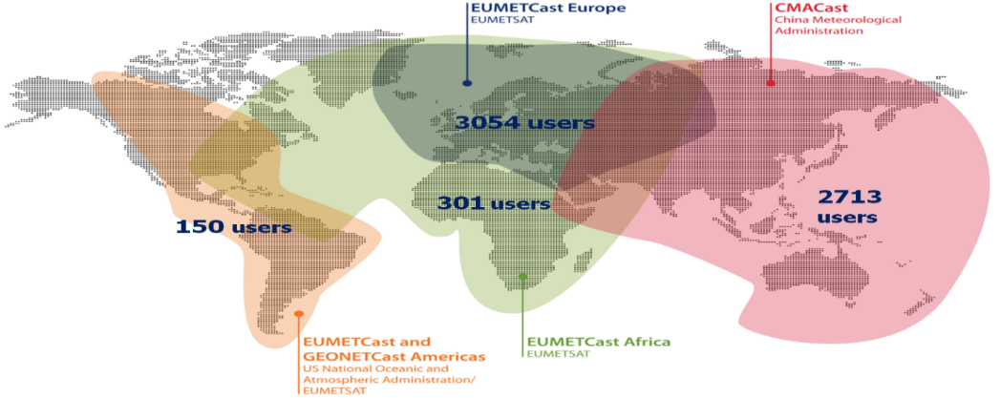 EUMETCast Europe
EUMETSAT
CMACast
China Meteorological
Administration
3054 users
301 users
2713
users
150 users
EUMETCast and
GEONETCast Americas
US National Oceanic and
Atmospheric Administration/
EUMETSAT
EUMETCast Africa
EUMETSAT